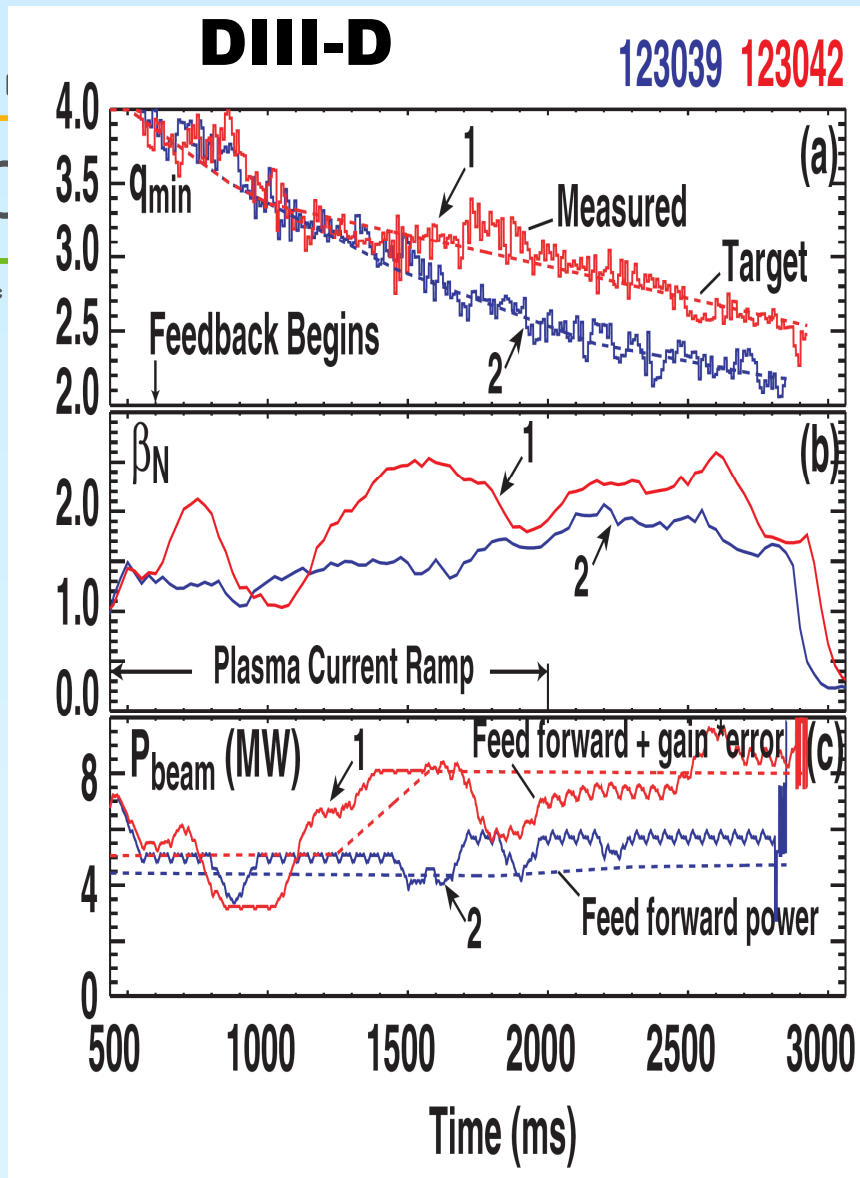 DIII-D
123039 123042
4.0
3.5
3.0
2.5
2.0
(a)
qmin
1
Measured
Target
Feedback Begins
2
βN
(b)
1
2.0
1.0
0.0
2
Plasma Current Ramp
Pbeam (MW)
1
Feed forward + gain *error
(c)
8
4
0
2
Feed forward power
500 1000 1500 2000 2500 3000
Time (ms)